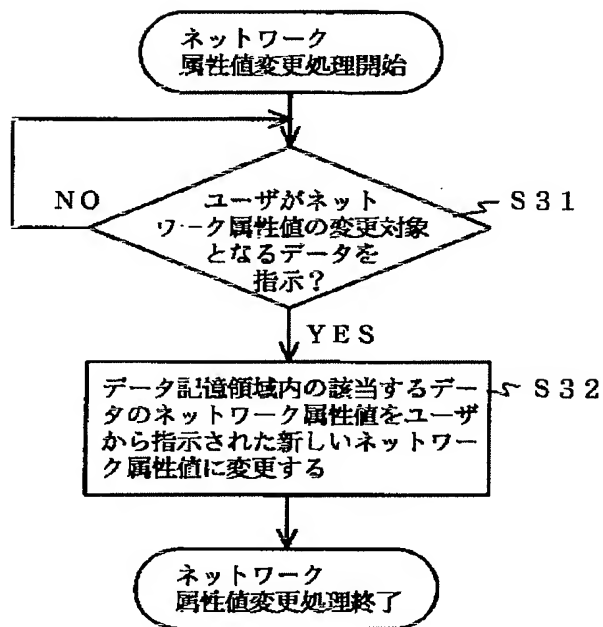 ネットワーク
属性値変更処理開始
NO
ユーザがネット
ワーク属性値の変更対象
となるデータを
指示？
S31
YES
データ記憶領域内の該当するデー
タのネットワーク属性値をユーザ
から指示された新しいネットワー
ク属性値に変更する
S32
ネットワーク
属性値変更処理終了